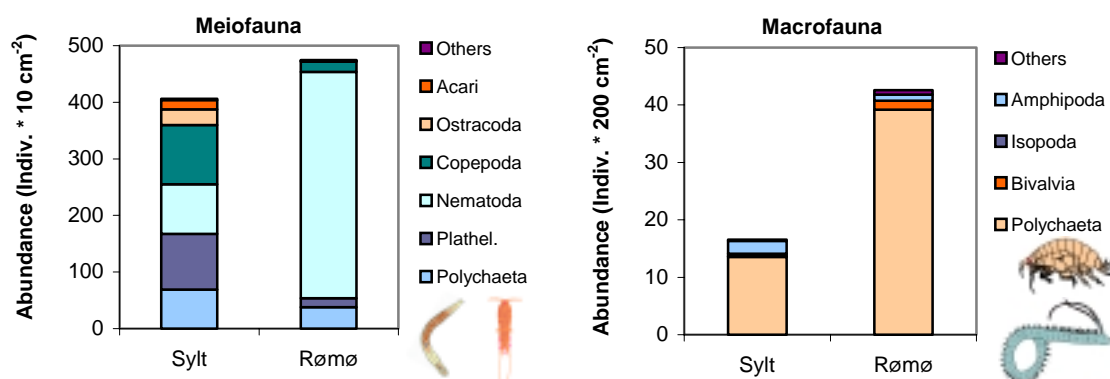 Meiofauna
Abundance (Indiv. * 10 cm-2)
500
400
300
200
100
0
Sylt
Rømø
Others
Acari
Ostracoda
Copepoda
Nematoda
Plathel.
Polychaeta
Macrofauna
Abundance (Indiv. * 200 cm-2)
50
40
30
20
10
0
Sylt
Rømø
Others
Amphipoda
Isopoda
Bivalvia
Polychaeta